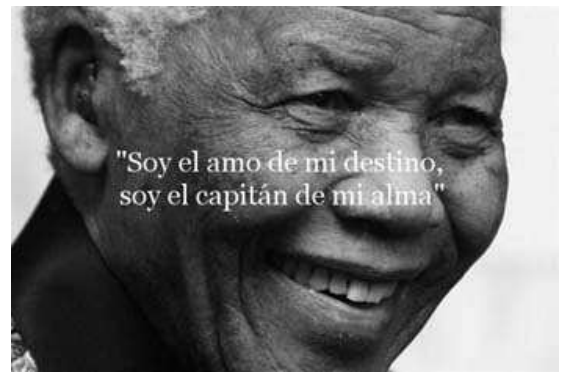 "Soy el amo de mi destino,
soy el capitán de mi alma"